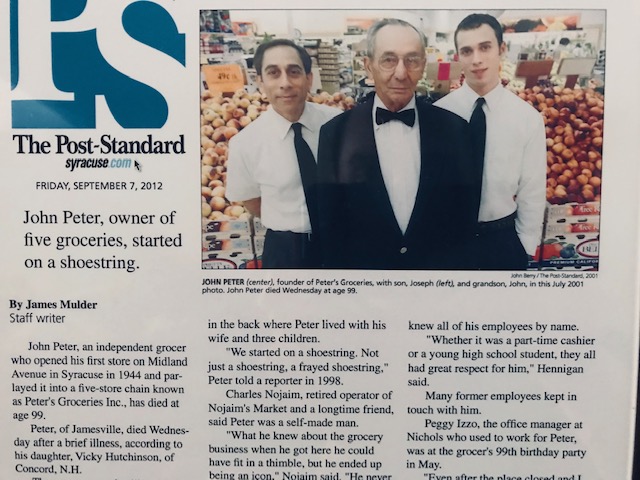 PS
The Post-Standard
syracuse.com
FRIDAY, SEPTEMBER 7, 2012
John Peter, owner of
five groceries, started
on a shoestring.
By James Mulder
Staff writer
John Berry / The Post-Standard, 2001
JOHN PETER (center), founder of Peter's Groceries, with son, Joseph (left), and grandson, John, in this July 2001
photo. John Peter died Wednesday at age 99.
John Peter, an independent grocer
who opened his first store on Midland
Avenue in Syracuse in 1944 and par-
layed it into a five-store chain known
as Peter's Groceries Inc., has died at
age 99.
Peter, of Jamesville, died Wednes-
day after a brief illness, according to
his daughter, Vicky Hutchinson, of
Concord, N.H.
in the back where Peter lived with his
wife and three children.
"We started on a shoestring. Not
just a shoestring, a frayed shoestring,"
Peter told a reporter in 1998.
Charles Nojaim, retired operator of
Nojaim's Market and a longtime friend,
said Peter was a self-made man.
"What he knew about the grocery
business when he got here he could
have fit in a thimble, but he ended up
being an icon," Nojaim said. "He never
knew all of his employees by name.
"Whether it was a part-time cashier
or a young high school student, they all
had great respect for him," Hennigan
said.
Many former employees kept in
touch with him.
Peggy Izzo, the office manager at
Nichols who used to work for Peter,
was at the grocer's 99th birthday party
in May.
"Even after the place closed and I